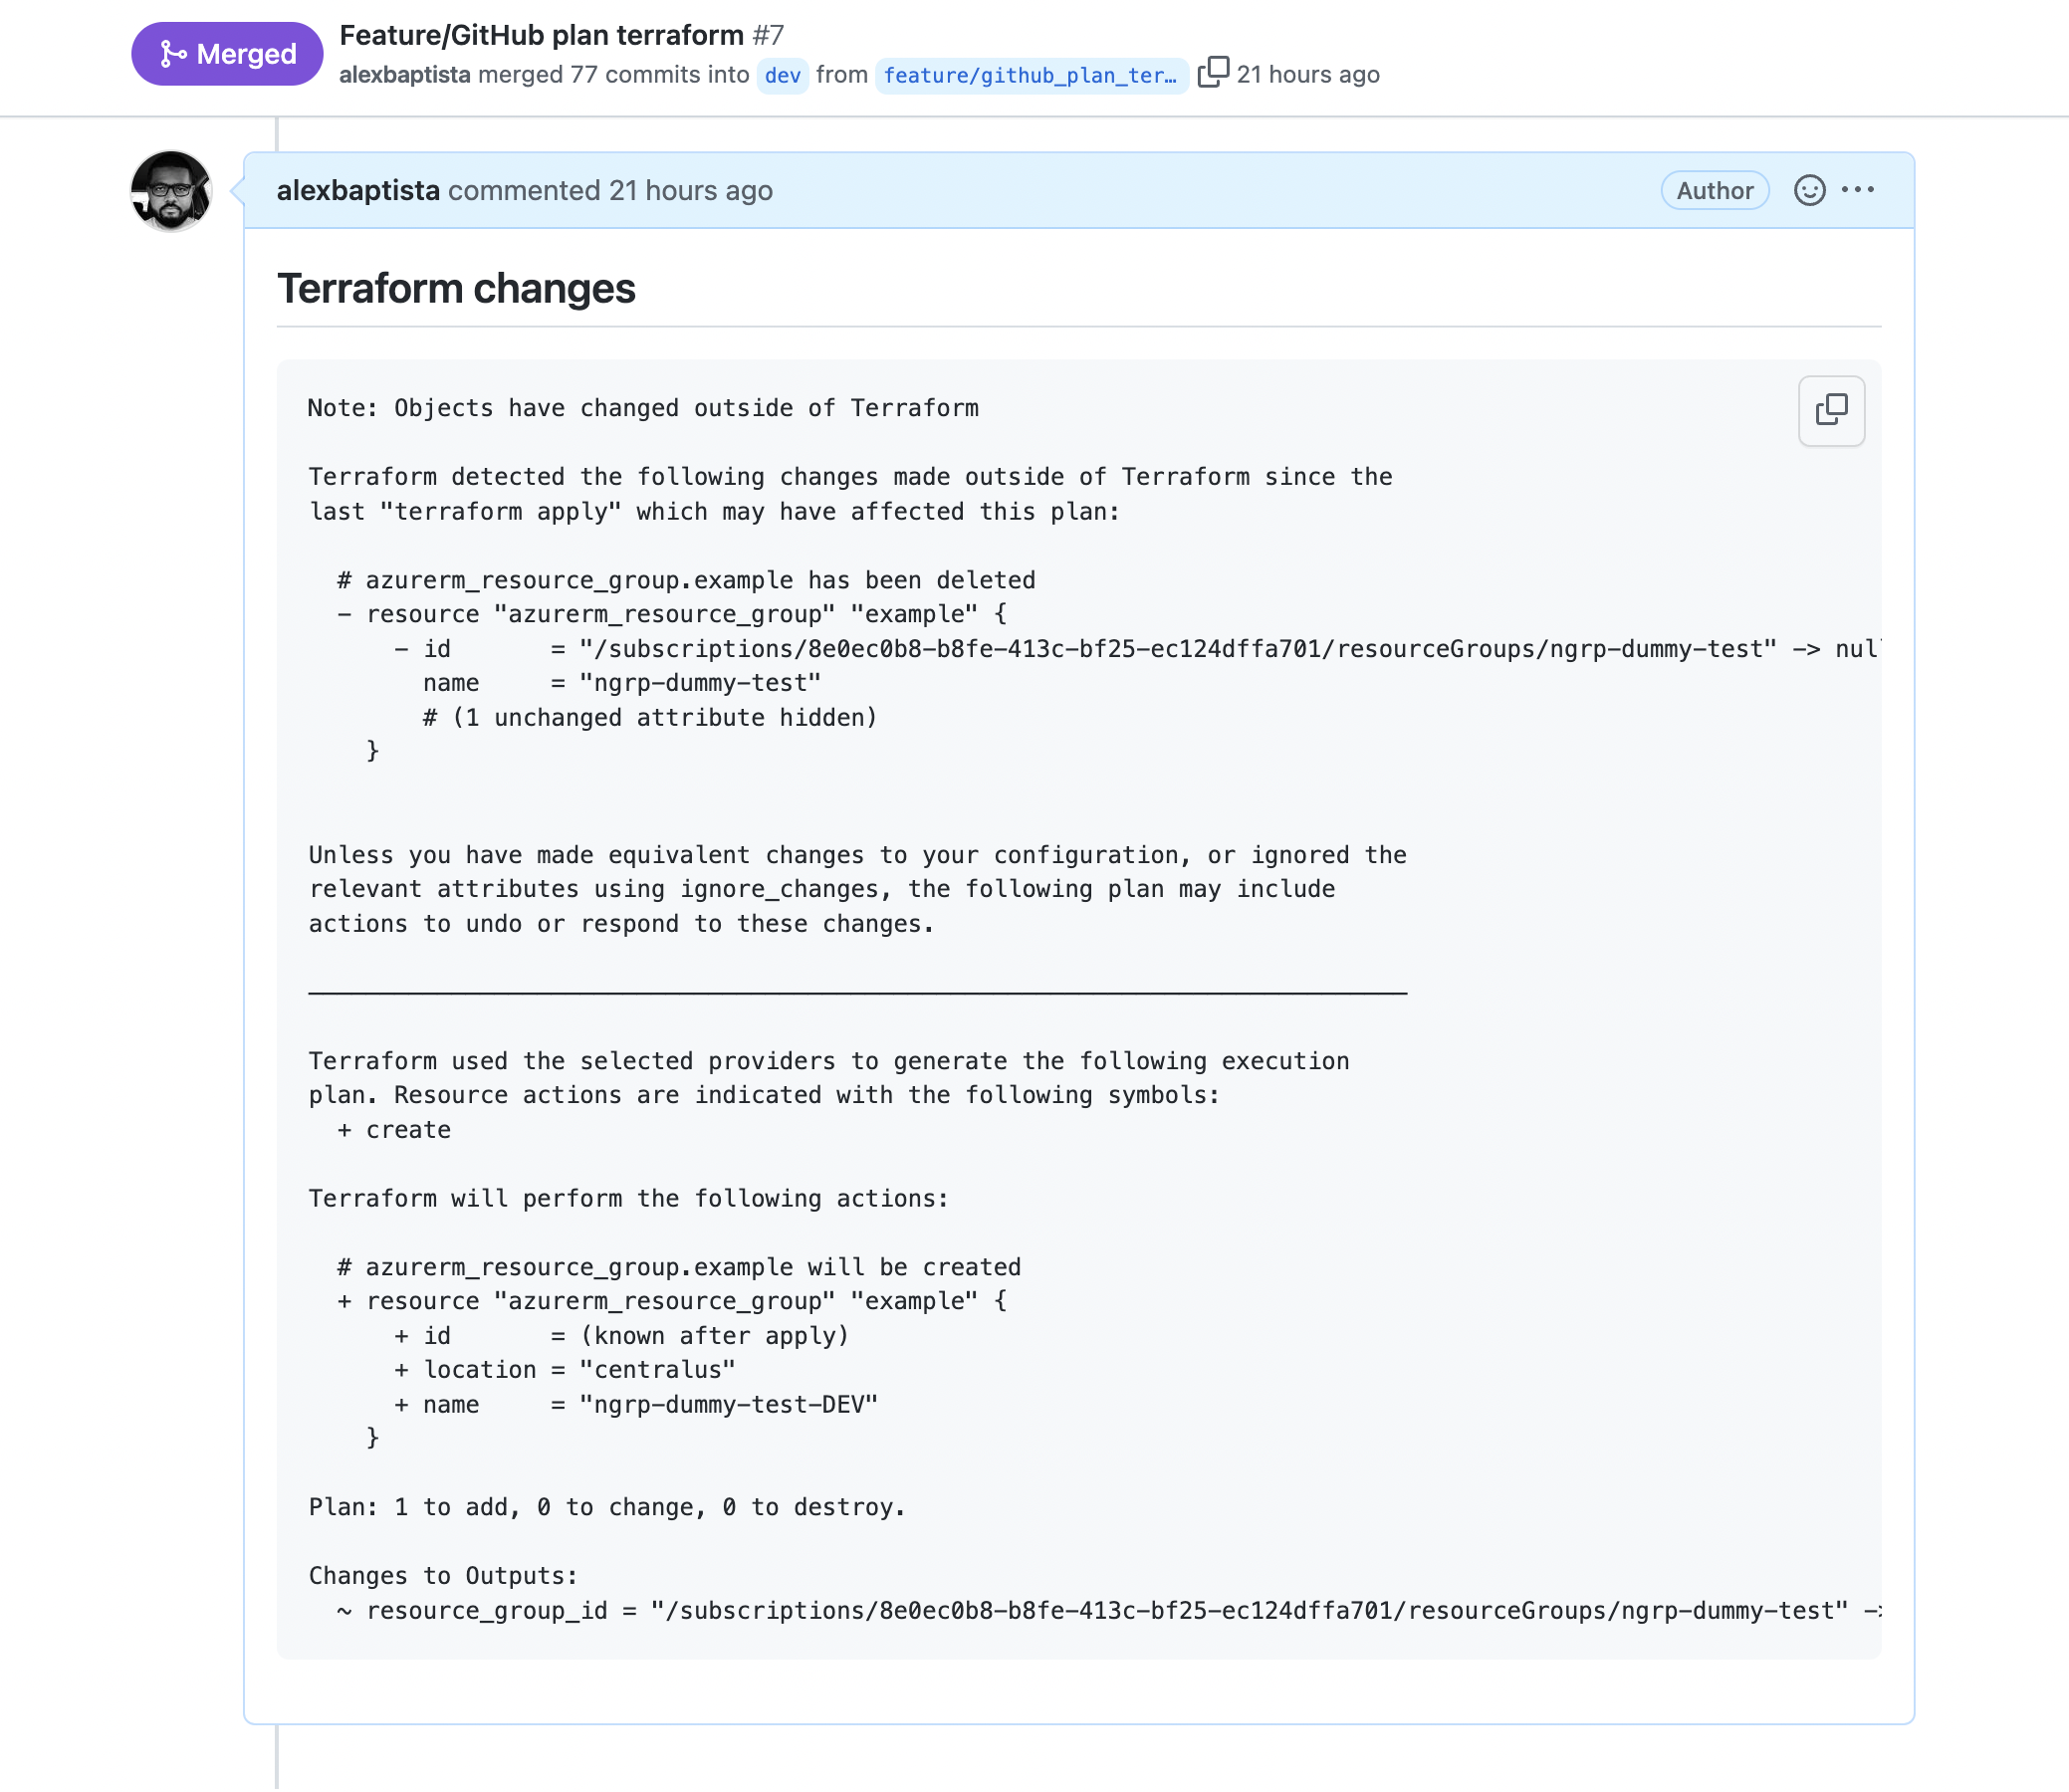 Merged
Feature/GitHub plan terraform #7
alexbaptista merged 77 commits into dev from feature/github_plan_ter… 21 hours ago
alexbaptista commented 21 hours ago
Author
Terraform changes
Note: Objects have changed outside of Terraform
Terraform detected the following changes made outside of Terraform since the
last "terraform apply" which may have affected this plan:
# azurerm_resource_group.example has been deleted
- resource "azurerm_resource_group" "example" {
- id       = "/subscriptions/8e0ec0b8-b8fe-413c-bf25-ec124dffa701/resourceGroups/ngrp-dummy-test" -> nul
name     = "ngrp-dummy-test"
# (1 unchanged attribute hidden)
}
Unless you have made equivalent changes to your configuration, or ignored the
relevant attributes using ignore_changes, the following plan may include
actions to undo or respond to these changes.
Terraform used the selected providers to generate the following execution
plan. Resource actions are indicated with the following symbols:
+ create
Terraform will perform the following actions:
# azurerm_resource_group.example will be created
+ resource "azurerm_resource_group" "example" {
+ id       = (known after apply)
+ location = "centralus"
+ name     = "ngrp-dummy-test-DEV"
}
Plan: 1 to add, 0 to change, 0 to destroy.
Changes to Outputs:
~ resource_group_id = "/subscriptions/8e0ec0b8-b8fe-413c-bf25-ec124dffa701/resourceGroups/ngrp-dummy-test" ->